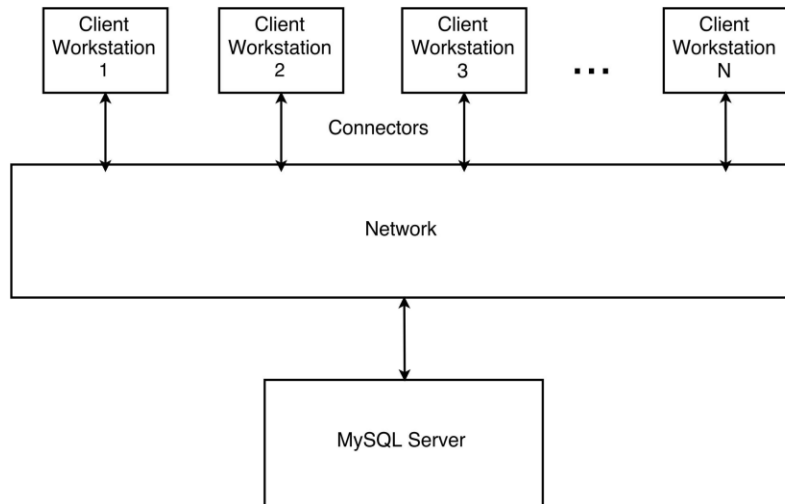 Client
Workstation
1
Client
Workstation
2
Client
Workstation
3
...
Client
Workstation
N
Connectors
Network
MySQL Server